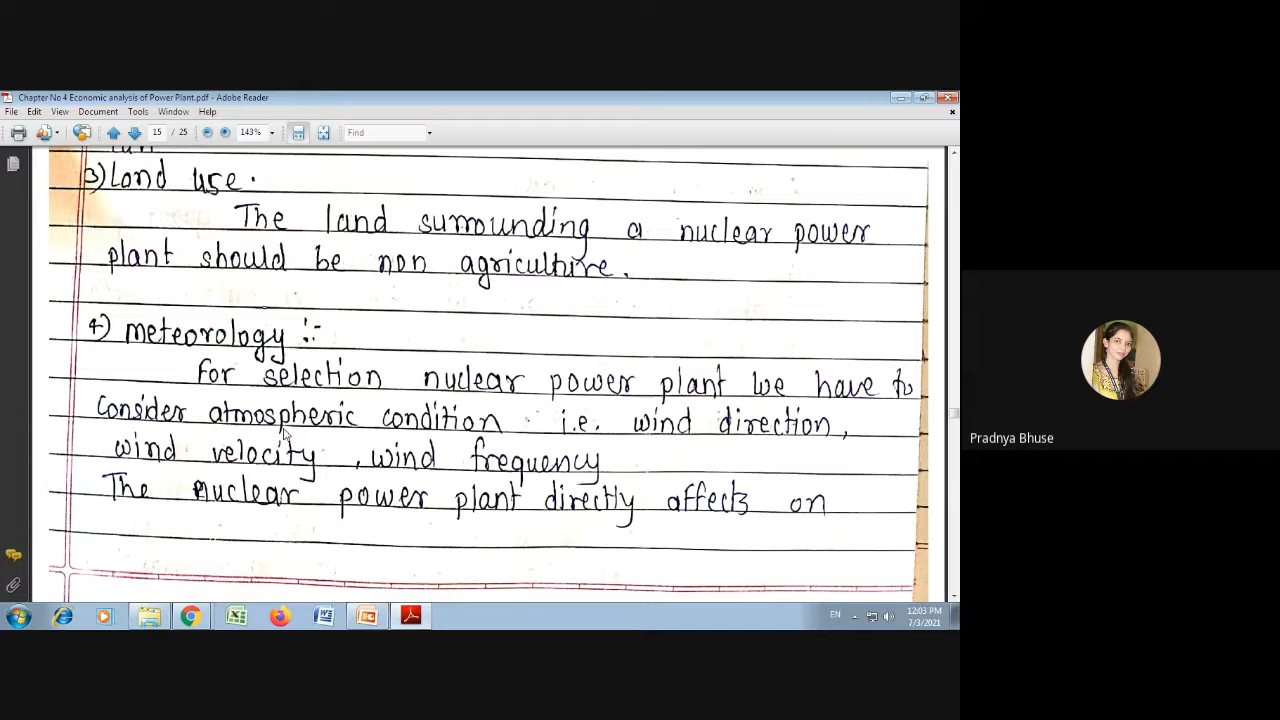 Chapter No 4 Economic analysis of Power Plant.pdf - Adobe Reader
File Edit View Document Tools Window Help
15 / 25 143% Find
3) Land use.
The land surrounding a nuclear power
plant should be non agriculture.
4) meteorology :-
For selection nuclear power plant we have to
Consider atmospheric condition i.e. wind direction,
wind velocity , wind frequency
The nuclear power plant directly affects on
Pradnya Bhuse
EN 12:03 PM
7/3/2021